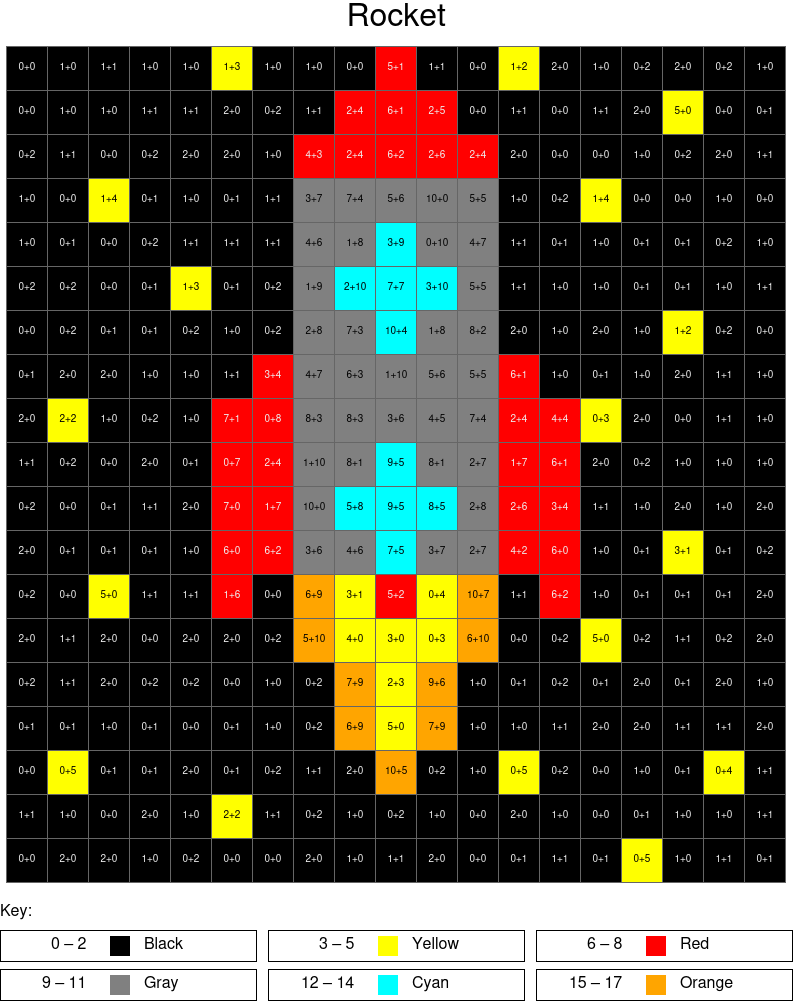 Rocket
0+0 1+0 1+1 1+0 1+0 1+3 1+0 1+0 0+0 5+1 1+1 0+0 1+2 2+0 1+0 0+2 2+0 0+2 1+0
0+0 1+0 1+0 1+1 1+1 2+0 0+2 1+1 2+4 6+1 2+5 0+0 1+1 0+0 1+1 2+0 5+0 0+0 0+1
0+2 1+1 0+0 0+2 2+0 2+0 1+0 4+3 2+4 6+2 2+6 2+4 2+0 0+0 0+0 1+0 0+2 2+0 1+1
1+0 0+0 1+4 0+1 1+0 0+1 1+1 3+7 7+4 5+6 10+0 5+5 1+0 0+2 1+4 0+0 0+0 1+0 0+0
1+0 0+1 0+0 0+2 1+1 1+1 1+1 4+6 1+8 3+9 0+10 4+7 1+1 0+1 1+0 0+1 0+1 0+2 1+0
0+2 0+2 0+0 0+1 1+3 0+1 0+2 1+9 2+10 7+7 3+10 5+5 1+1 1+0 1+0 0+1 0+1 1+0 1+1
0+0 0+2 0+1 0+1 0+2 1+0 0+2 2+8 7+3 10+4 1+8 8+2 2+0 1+0 2+0 1+0 1+2 0+2 0+0
0+1 2+0 2+0 1+0 1+0 1+1 3+4 4+7 6+3 1+10 5+6 5+5 6+1 1+0 0+1 1+0 2+0 1+1 1+0
2+0 2+2 1+0 0+2 1+0 7+1 0+8 8+3 8+3 3+6 4+5 7+4 2+4 4+4 0+3 2+0 0+0 1+1 1+0
1+1 0+2 0+0 2+0 0+1 0+7 2+4 1+10 8+1 9+5 8+1 2+7 1+7 6+1 2+0 0+2 1+0 1+0 1+0
0+2 0+0 0+1 1+1 2+0 7+0 1+7 10+0 5+8 9+5 8+5 2+8 2+6 3+4 1+1 1+0 2+0 1+0 2+0
2+0 0+1 0+1 0+1 1+0 6+0 6+2 3+6 4+6 7+5 3+7 2+7 4+2 6+0 1+0 0+1 3+1 0+1 0+2
0+2 0+0 5+0 1+1 1+1 1+6 0+0 6+9 3+1 5+2 0+4 10+7 1+1 6+2 1+0 0+1 0+1 0+1 2+0
2+0 1+1 2+0 0+0 2+0 2+0 0+2 5+10 4+0 3+0 0+3 6+10 0+0 0+2 5+0 0+2 1+1 0+2 2+0
0+2 1+1 2+0 0+2 0+2 0+0 1+0 0+2 7+9 2+3 9+6 1+0 0+1 0+2 0+1 2+0 0+1 2+0 1+0
0+1 0+1 1+0 0+1 0+0 0+1 1+0 0+2 6+9 5+0 7+9 1+0 1+0 1+1 2+0 2+0 1+1 1+1 2+0
0+0 0+5 0+1 0+1 2+0 0+1 0+2 1+1 2+0 10+5 0+2 1+0 0+5 0+2 0+0 1+0 0+1 0+4 1+1
1+1 1+0 0+0 2+0 1+0 2+2 1+1 0+2 1+0 0+2 1+0 0+0 2+0 1+0 0+0 0+1 1+0 1+0 1+1
0+0 2+0 2+0 1+0 0+2 0+0 0+0 2+0 1+0 1+1 2+0 0+0 0+1 1+1 0+1 0+5 1+0 1+1 0+1
Key:
0 – 2 Black 3 – 5 Yellow 6 – 8 Red
9 – 11 Gray 12 – 14 Cyan 15 – 17 Orange